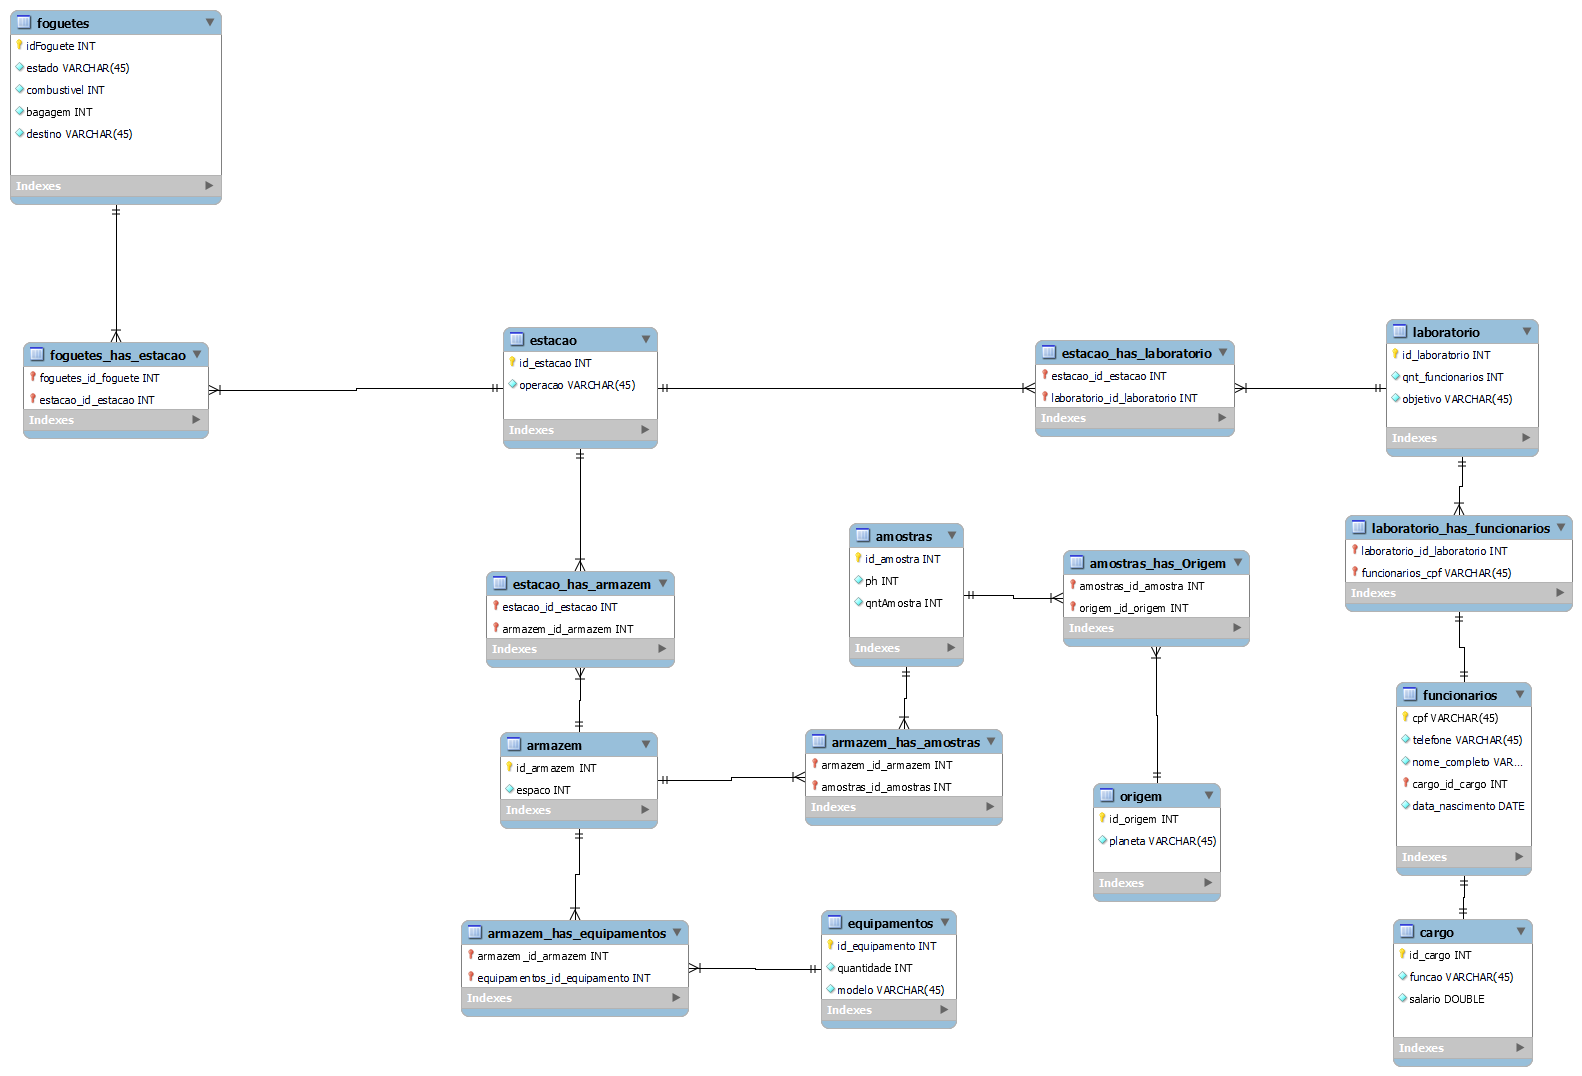 foguetes
idFoguete INT
estado VARCHAR(45)
combustivel INT
bagagem INT
destino VARCHAR(45)
Indexes
foguetes_has_estacao
foguetes_id_foguete INT
estacao_id_estacao INT
Indexes
estacao
id_estacao INT
operacao VARCHAR(45)
Indexes
estacao_has_laboratorio
estacao_id_estacao INT
laboratorio_id_laboratorio INT
Indexes
laboratorio
id_laboratorio INT
qnt_funcionarios INT
objetivo VARCHAR(45)
Indexes
laboratorio_has_funcionarios
laboratorio_id_laboratorio INT
funcionarios_cpf VARCHAR(45)
Indexes
estacao_has_armazem
estacao_id_estacao INT
armazem_id_armazem INT
Indexes
amostras
id_amostra INT
ph INT
qntAmostra INT
Indexes
amostras_has_Origem
amostras_id_amostra INT
origem_id_origem INT
Indexes
funcionarios
cpf VARCHAR(45)
telefone VARCHAR(45)
nome_completo VAR...
cargo_id_cargo INT
data_nascimento DATE
Indexes
armazem
id_armazem INT
espaco INT
Indexes
armazem_has_amostras
armazem_id_armazem INT
amostras_id_amostras INT
Indexes
origem
id_origem INT
planeta VARCHAR(45)
Indexes
armazem_has_equipamentos
armazem_id_armazem INT
equipamentos_id_equipamento INT
Indexes
equipamentos
id_equipamento INT
quantidade INT
modelo VARCHAR(45)
Indexes
cargo
id_cargo INT
funcao VARCHAR(45)
salario DOUBLE
Indexes